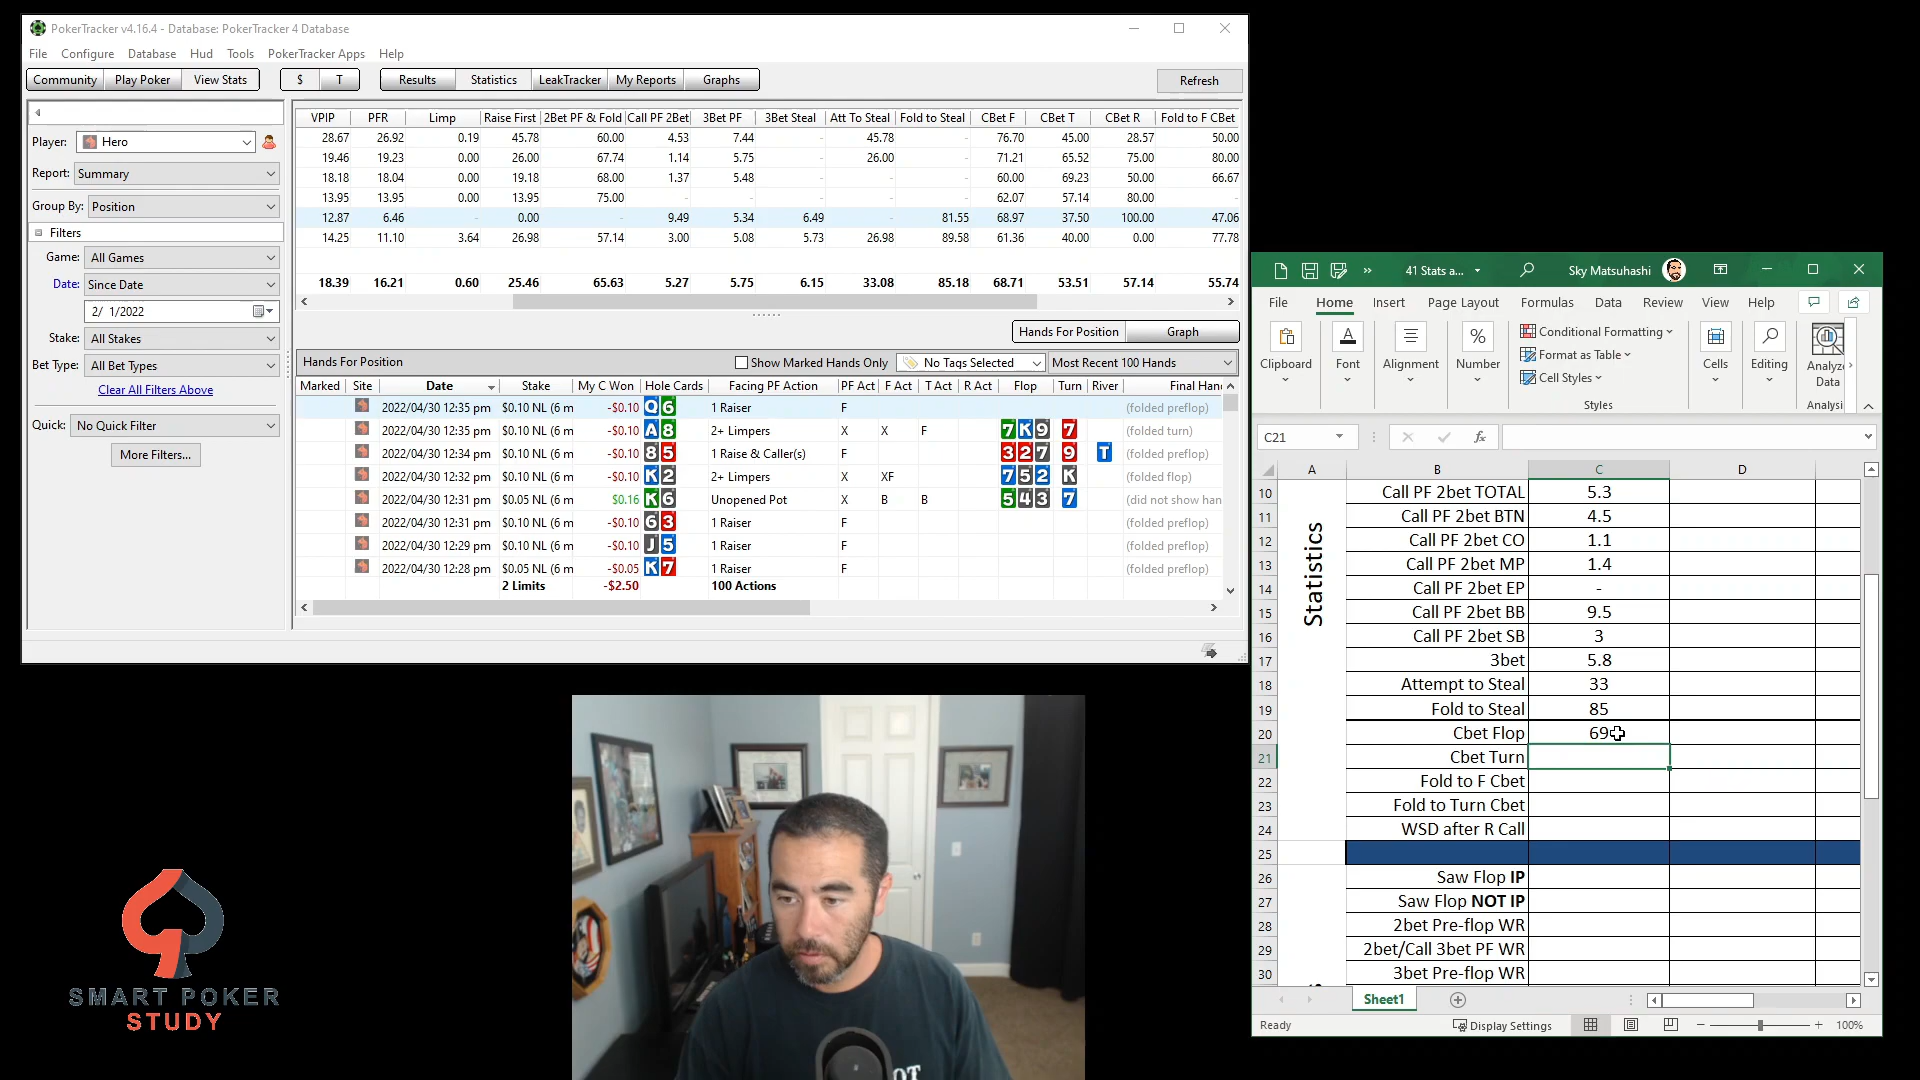 PokerTracker v4.16.4 - Database: PokerTracker 4 Database
File Configure Database Hud Tools PokerTracker Apps Help
Community Play Poker View Stats $ T Results Statistics LeakTracker My Reports Graphs Refresh
Player: Hero
Report: Summary
Group By: Position
Filters
Game: All Games
Date: Since Date
2/ 1/2022
Stake: All Stakes
Bet Type: All Bet Types
Clear All Filters Above
Quick: No Quick Filter
More Filters...
VPIP PFR Limp Raise First 2Bet PF & Fold Call PF 2Bet 3Bet PF 3Bet Steal Att To Steal Fold to Steal CBet F CBet T CBet R Fold to F CBet
28.67 26.92 0.19 45.78 60.00 4.53 7.44 - 45.78 - 76.70 45.00 28.57 50.00
19.46 19.23 0.00 26.00 67.74 1.14 5.75 - 26.00 - 71.21 65.52 75.00 80.00
18.18 18.04 0.00 19.18 68.00 1.37 5.48 - - - 60.00 69.23 50.00 66.67
13.95 13.95 0.00 13.95 75.00 - - - - - 62.07 57.14 80.00 -
12.87 6.46 - 0.00 - 9.49 5.34 6.49 - 81.55 68.97 37.50 100.00 47.06
14.25 11.10 3.64 26.98 57.14 3.00 5.08 5.73 26.98 89.58 61.36 40.00 0.00 77.78
18.39 16.21 0.60 25.46 65.63 5.27 5.75 6.15 33.08 85.18 68.71 53.51 57.14 55.74
Hands For Position Graph
Hands For Position Show Marked Hands Only No Tags Selected Most Recent 100 Hands
Marked Site Date Stake My C Won Hole Cards Facing PF Action PF Act F Act T Act R Act Flop Turn River Final Han
2022/04/30 12:35 pm $0.10 NL (6 m -$0.10 Q 6 1 Raiser F (folded preflop)
2022/04/30 12:35 pm $0.10 NL (6 m -$0.10 A 8 2+ Limpers X X F 7 K 9 7 (folded turn)
2022/04/30 12:34 pm $0.10 NL (6 m -$0.10 8 5 1 Raise & Caller(s) F 3 2 7 9 T (folded preflop)
2022/04/30 12:32 pm $0.10 NL (6 m -$0.10 K 2 2+ Limpers X XF 7 5 2 K (folded flop)
2022/04/30 12:31 pm $0.05 NL (6 m $0.16 K 6 Unopened Pot X B B 5 4 3 7 (did not show han
2022/04/30 12:31 pm $0.10 NL (6 m -$0.10 6 3 1 Raiser F (folded preflop)
2022/04/30 12:29 pm $0.10 NL (6 m -$0.10 J 5 1 Raiser F (folded preflop)
2022/04/30 12:28 pm $0.05 NL (6 m -$0.05 K 7 1 Raiser F (folded preflop)
2 Limits -$2.50 100 Actions
41 Stats a... Sky Matsuhashi
File Home Insert Page Layout Formulas Data Review View Help
Clipboard Font Alignment % Number Conditional Formatting Format as Table Cell Styles Styles Cells Editing Analyze Data Analysi
C21 fx
A B C D
10 Call PF 2bet TOTAL 5.3
11 Call PF 2bet BTN 4.5
12 Call PF 2bet CO 1.1
13 Call PF 2bet MP 1.4
14 Call PF 2bet EP -
15 Call PF 2bet BB 9.5
16 Call PF 2bet SB 3
17 3bet 5.8
18 Attempt to Steal 33
19 Fold to Steal 85
20 Cbet Flop 69
21 Cbet Turn
22 Fold to F Cbet
23 Fold to Turn Cbet
24 WSD after R Call
25
26 Saw Flop IP
27 Saw Flop NOT IP
28 2bet Pre-flop WR
29 2bet/Call 3bet PF WR
30 3bet Pre-flop WR
Statistics
Sheet1
Ready Display Settings 100%
SMART POKER
STUDY